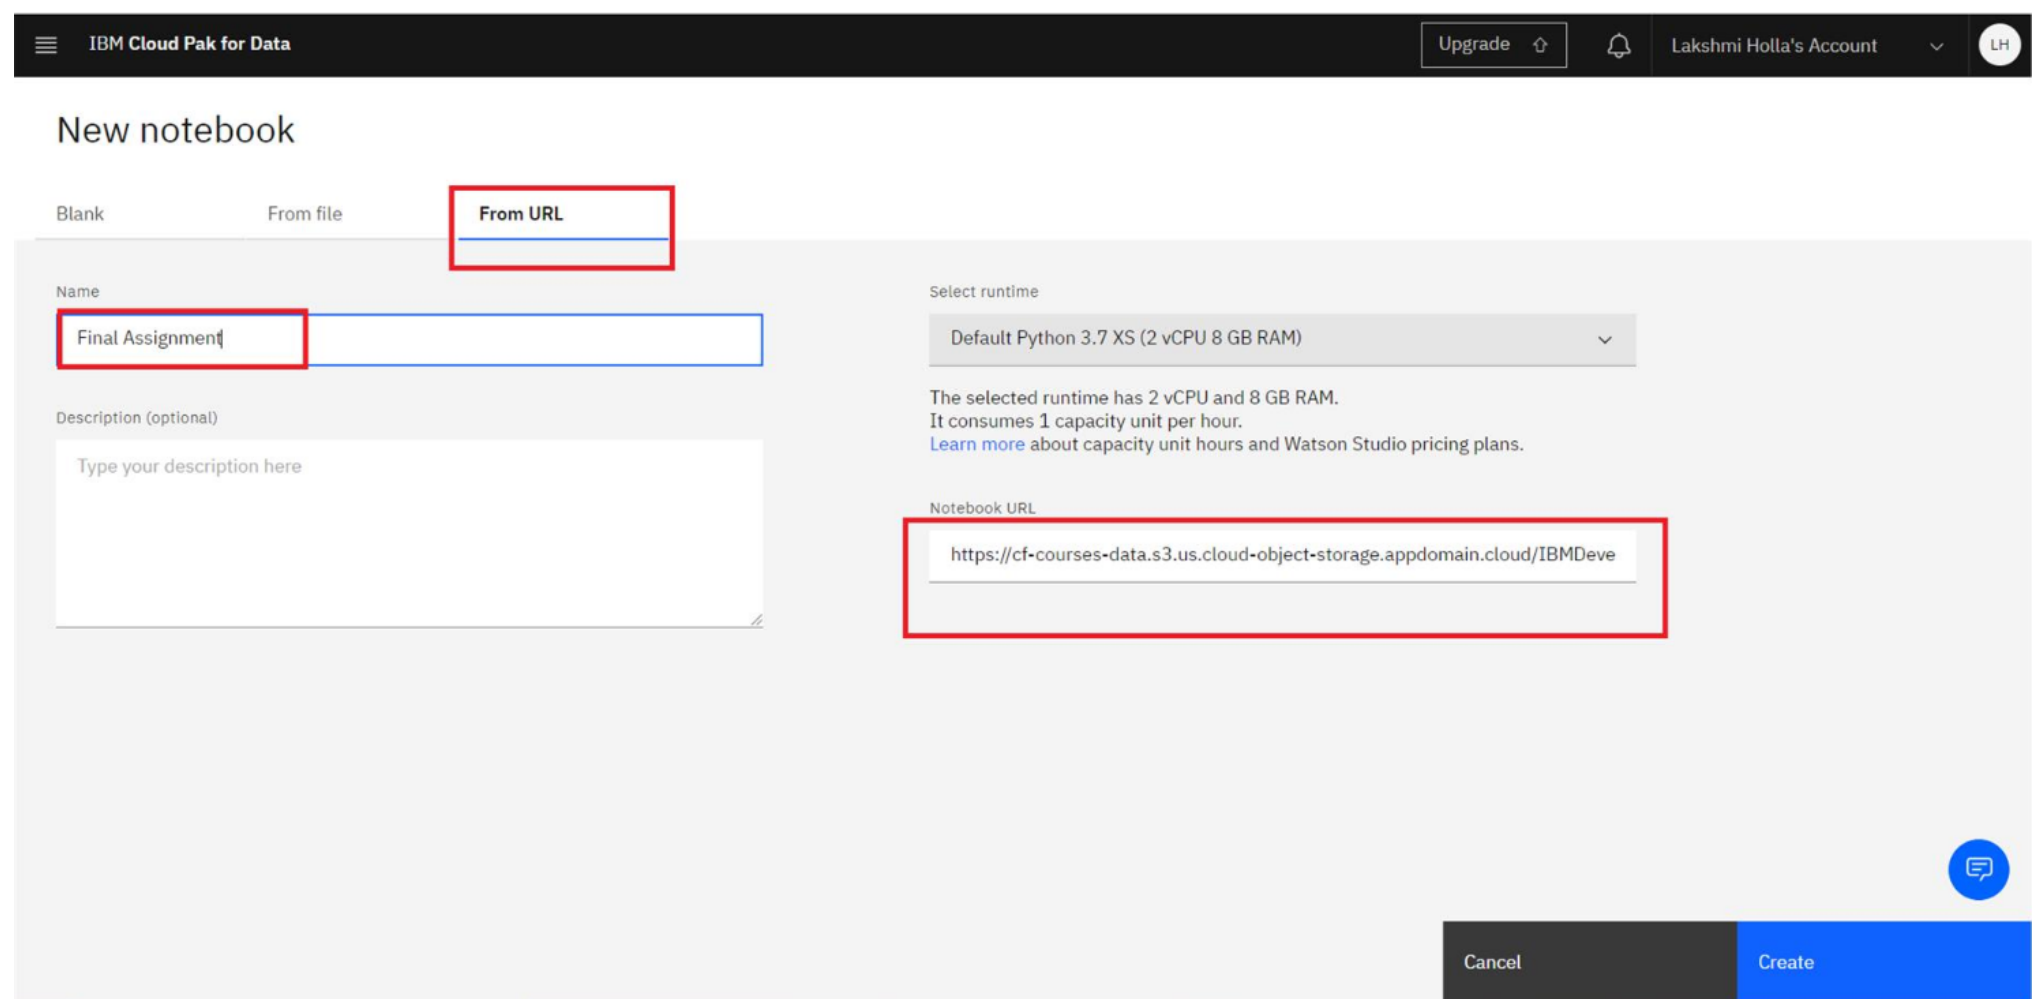 IBM Cloud Pak for Data
Upgrade
Lakshmi Holla's Account
LH
New notebook
Blank
From file
From URL
Name
Final Assignment
Description (optional)
Type your description here
Select runtime
Default Python 3.7 XS (2 vCPU 8 GB RAM)
The selected runtime has 2 vCPU and 8 GB RAM.
It consumes 1 capacity unit per hour.
Learn more about capacity unit hours and Watson Studio pricing plans.
Notebook URL
https://cf-courses-data.s3.us.cloud-object-storage.appdomain.cloud/IBMDeve
Cancel
Create